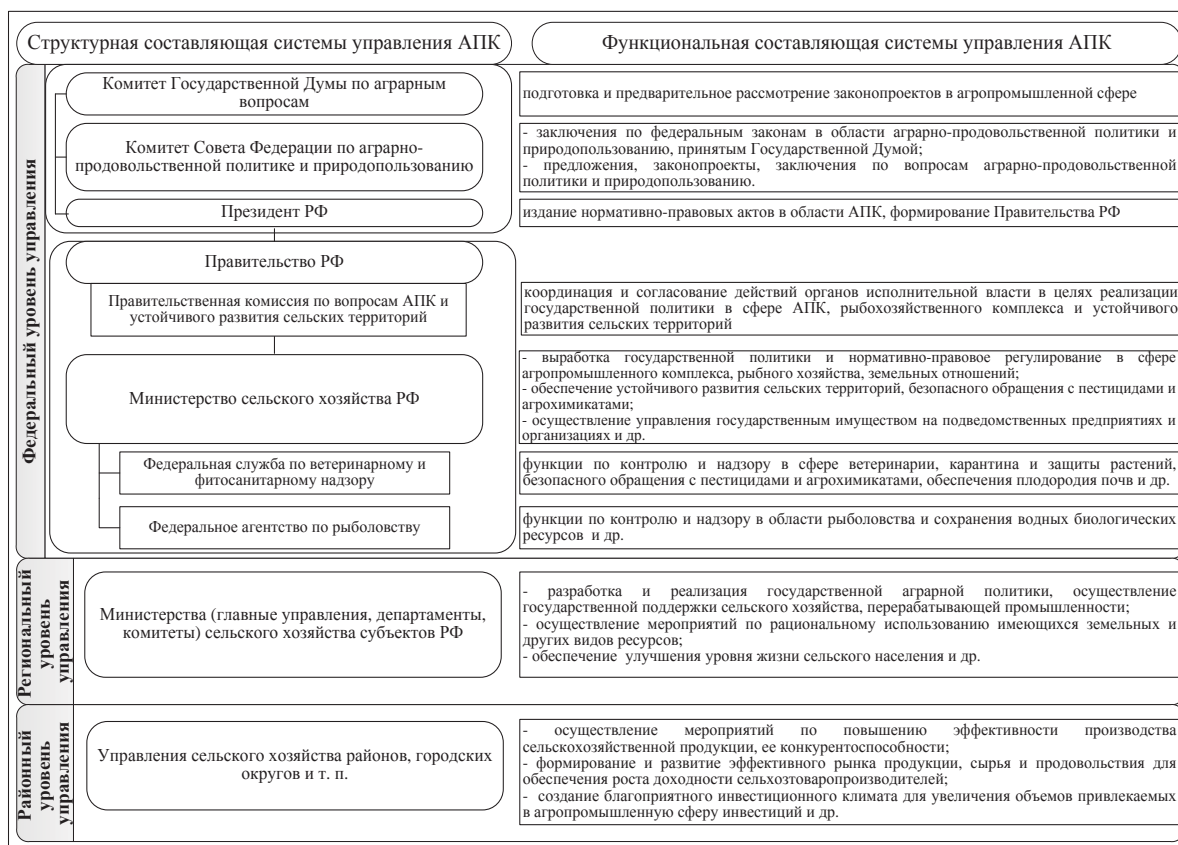 Структурная составляющая системы управления АПК
Функциональная составляющая системы управления АПК
Федеральный уровень управления
Комитет Государственной Думы по аграрным
вопросам
подготовка и предварительное рассмотрение законопроектов в агропромышленной сфере
Комитет Совета Федерации по аграрно-
продовольственной политике и природопользованию
- заключения по федеральным законам в области аграрно-продовольственной политики и
природопользованию, принятым Государственной Думой;
- предложения, законопроекты, заключения по вопросам аграрно-продовольственной
политики и природопользованию.
Президент РФ
издание нормативно-правовых актов в области АПК, формирование Правительства РФ
Правительство РФ
Правительственная комиссия по вопросам АПК и
устойчивого развития сельских территорий
координация и согласование действий органов исполнительной власти в целях реализации
государственной политики в сфере АПК, рыбохозяйственного комплекса и устойчивого
развития сельских территорий
Министерство сельского хозяйства РФ
- выработка государственной политики и нормативно-правовое регулирование в сфере
агропромышленного комплекса, рыбного хозяйства, земельных отношений;
- обеспечение устойчивого развития сельских территорий, безопасного обращения с пестицидами и
агрохимикатами;
- осуществление управления государственным имуществом на подведомственных предприятиях и
организациях и др.
Федеральная служба по ветеринарному и
фитосанитарному надзору
функции по контролю и надзору в сфере ветеринарии, карантина и защиты растений,
безопасного обращения с пестицидами и агрохимикатами, обеспечения плодородия почв и др.
Федеральное агентство по рыболовству
функции по контролю и надзору в области рыболовства и сохранения водных биологических
ресурсов и др.
Региональный
уровень
управления
Министерства (главные управления, департаменты,
комитеты) сельского хозяйства субъектов РФ
- разработка и реализация государственной аграрной политики, осуществление
государственной поддержки сельского хозяйства, перерабатывающей промышленности;
- осуществление мероприятий по рациональному использованию имеющихся земельных и
других видов ресурсов;
- обеспечение улучшения уровня жизни сельского населения и др.
Районный
уровень
управления
Управления сельского хозяйства районов, городских
округов и т. п.
- осуществление мероприятий по повышению эффективности производства
сельскохозяйственной продукции, ее конкурентоспособности;
- формирование и развитие эффективного рынка продукции, сырья и продовольствия для
обеспечения роста доходности сельхозтоваропроизводителей;
- создание благоприятного инвестиционного климата для увеличения объемов привлекаемых
в агропромышленную сферу инвестиций и др.